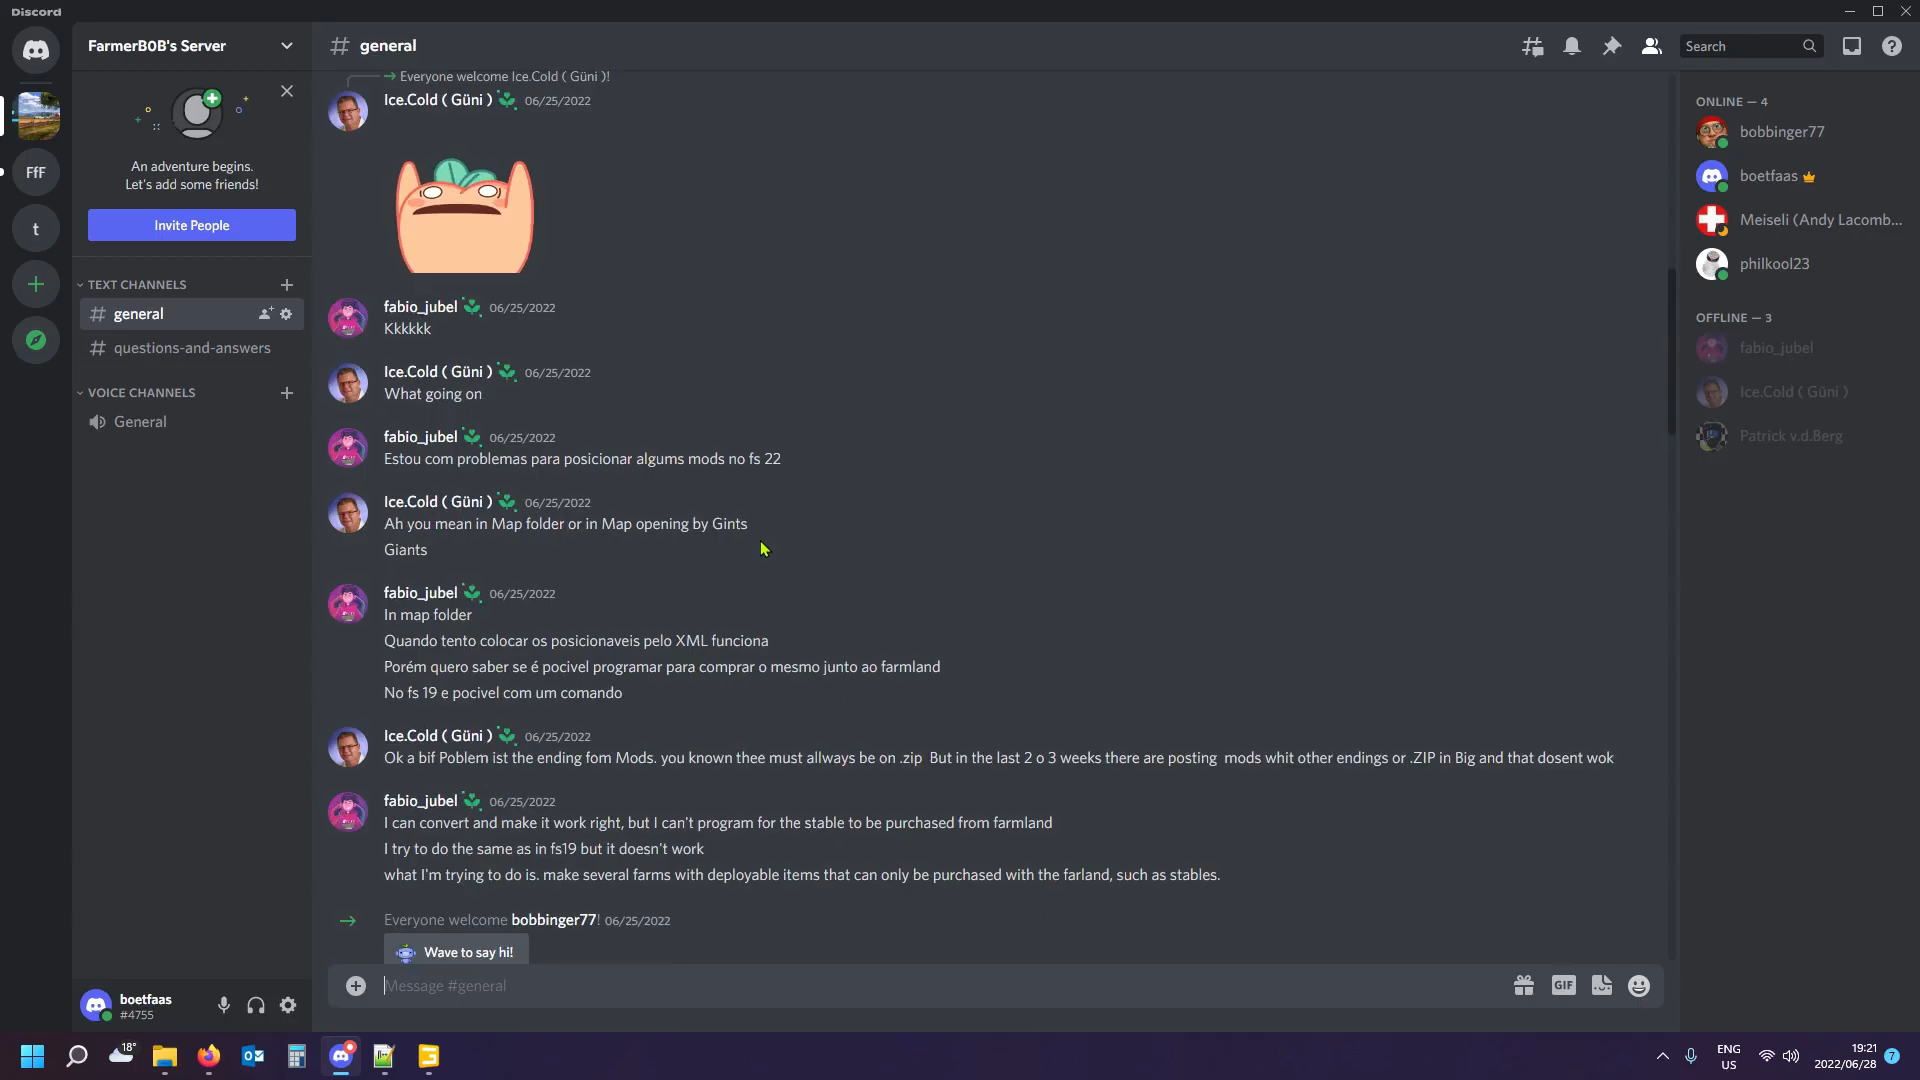 Discord
FarmerB0B's Server
general
Search
An adventure begins.
Let's add some friends!
Invite People
TEXT CHANNELS
general
questions-and-answers
VOICE CHANNELS
General
FfF
t
Everyone welcome Ice.Cold ( Güni )!
Ice.Cold ( Güni ) 06/25/2022
fabio_jubel 06/25/2022
Kkkkkk
Ice.Cold ( Güni ) 06/25/2022
What going on
fabio_jubel 06/25/2022
Estou com problemas para posicionar algums mods no fs 22
Ice.Cold ( Güni ) 06/25/2022
Ah you mean in Map folder or in Map opening by Gints
Giants
fabio_jubel 06/25/2022
In map folder
Quando tento colocar os posicionaveis pelo XML funciona
Porém quero saber se é pocivel programar para comprar o mesmo junto ao farmland
No fs 19 e pocivel com um comando
Ice.Cold ( Güni ) 06/25/2022
Ok a bif Poblem ist the ending fom Mods. you known thee must allways be on .zip But in the last 2 o 3 weeks there are posting mods whit other endings or .ZIP in Big and that dosent wok
fabio_jubel 06/25/2022
I can convert and make it work right, but I can't program for the stable to be purchased from farmland
I try to do the same as in fs19 but it doesn't work
what I'm trying to do is. make several farms with deployable items that can only be purchased with the farland, such as stables.
Everyone welcome bobbinger77! 06/25/2022
Wave to say hi!
Message #general
GIF
ONLINE — 4
bobbinger77
boetfaas
Meiseli (Andy Lacomb...
philkool23
OFFLINE — 3
fabio_jubel
Ice.Cold ( Güni )
Patrick v.d.Berg
boetfaas
#4755
18°
ENG
US
19:21
2022/06/28
7